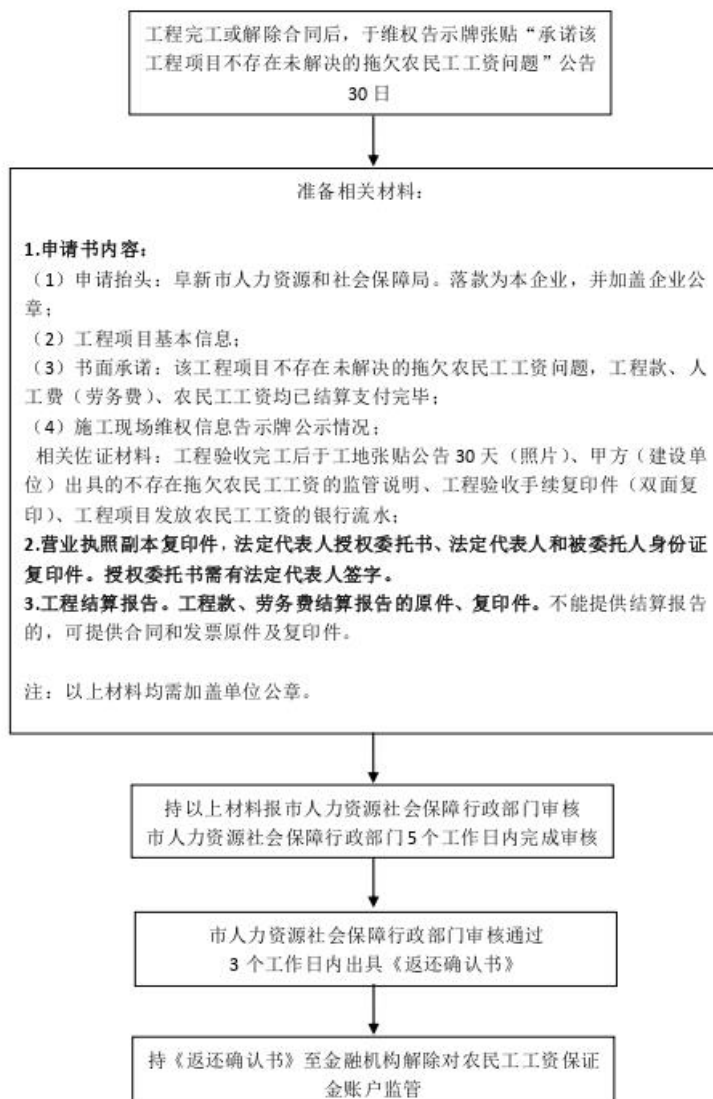 工程完工或解除合同后，于维权告示牌张贴“承诺该
工程项目不存在未解决的拖欠农民工工资问题”公告
30 日
准备相关材料：
1.申请书内容：
（1）申请抬头：阜新市人力资源和社会保障局。落款为本企业，并加盖企业公
章；
（2）工程项目基本信息；
（3）书面承诺：该工程项目不存在未解决的拖欠农民工工资问题，工程款、人
工费（劳务费）、农民工工资均已结算支付完毕；
（4）施工现场维权信息告示牌公示情况；
相关佐证材料：工程验收完工后于工地张贴公告 30 天（照片）、甲方（建设单
位）出具的不存在拖欠农民工工资的监管说明、工程验收手续复印件（双面复
印）、工程项目发放农民工工资的银行流水；
2.营业执照副本复印件，法定代表人授权委托书、法定代表人和被委托人身份证
复印件。授权委托书需有法定代表人签字。
3.工程结算报告。工程款、劳务费结算报告的原件、复印件。不能提供结算报告
的，可提供合同和发票原件及复印件。
注：以上材料均需加盖单位公章。
持以上材料报市人力资源社会保障行政部门审核
市人力资源社会保障行政部门 5 个工作日内完成审核
市人力资源社会保障行政部门审核通过
3 个工作日内出具《返还确认书》
持《返还确认书》至金融机构解除对农民工工资保证
金账户监管